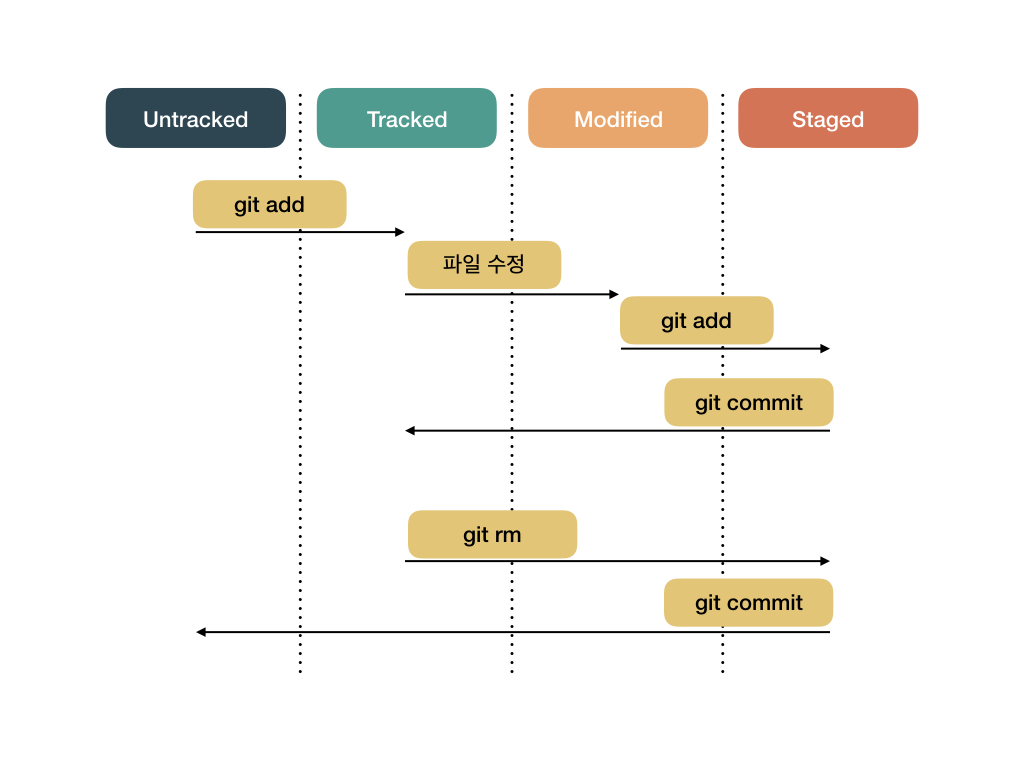 Untracked
Tracked
Modified
Staged
git add
파일 수정
git add
git commit
git rm
git commit